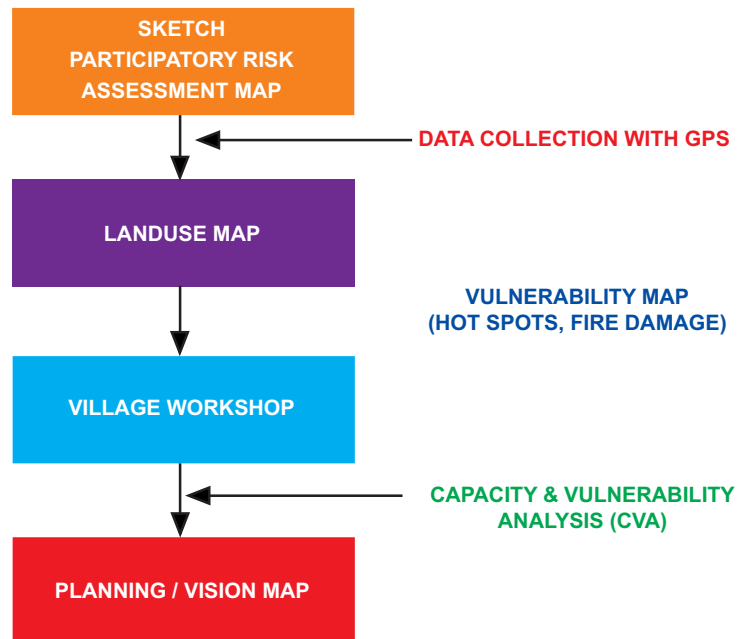 SKETCH
PARTICIPATORY RISK
ASSESSMENT MAP
DATA COLLECTION WITH GPS
LANDUSE MAP
VULNERABILITY MAP
(HOT SPOTS, FIRE DAMAGE)
VILLAGE WORKSHOP
CAPACITY & VULNERABILITY
ANALYSIS (CVA)
PLANNING / VISION MAP